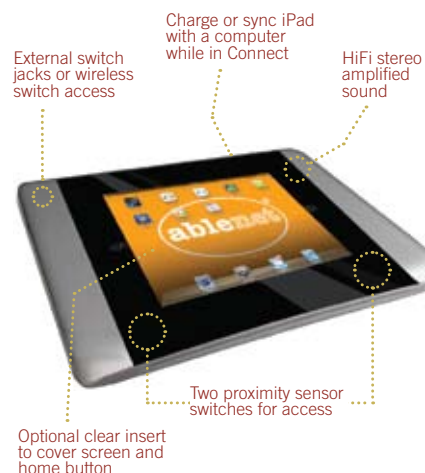 Charge or sync iPad
with a computer
while in Connect
External switch
jacks or wireless
switch access
HiFi stereo
amplified
sound
ablenet
Two proximity sensor
switches for access
Optional clear insert
to cover screen and
home button